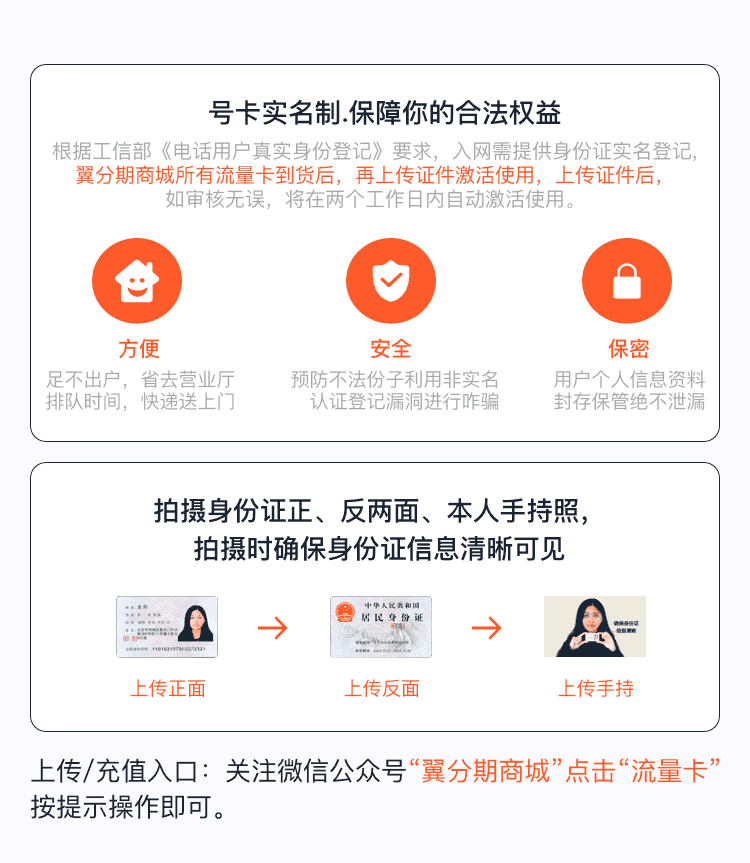 号卡实名制.保障你的合法权益
根据工信部《电话用户真实身份登记》要求，入网需提供身份证实名登记，
翼分期商城所有流量卡到货后，再上传证件激活使用，上传证件后，
如审核无误，将在两个工作日内自动激活使用。
方便
安全
保密
足不出户，省去营业厅
排队时间，快递送上门
预防不法份子利用非实名
认证登记漏洞进行咋骗
用户个人信息资料
封存保管绝不泄漏
拍摄身份证正、反两面、本人手持照，
拍摄时确保身份证信息清晰可见
中华人民共和国
居民身份证
确保身份证
信息清晰
上传正面
上传反面
上传手持
上传/充值入口：关注微信公众号“翼分期商城”点击“流量卡”
按提示操作即可。